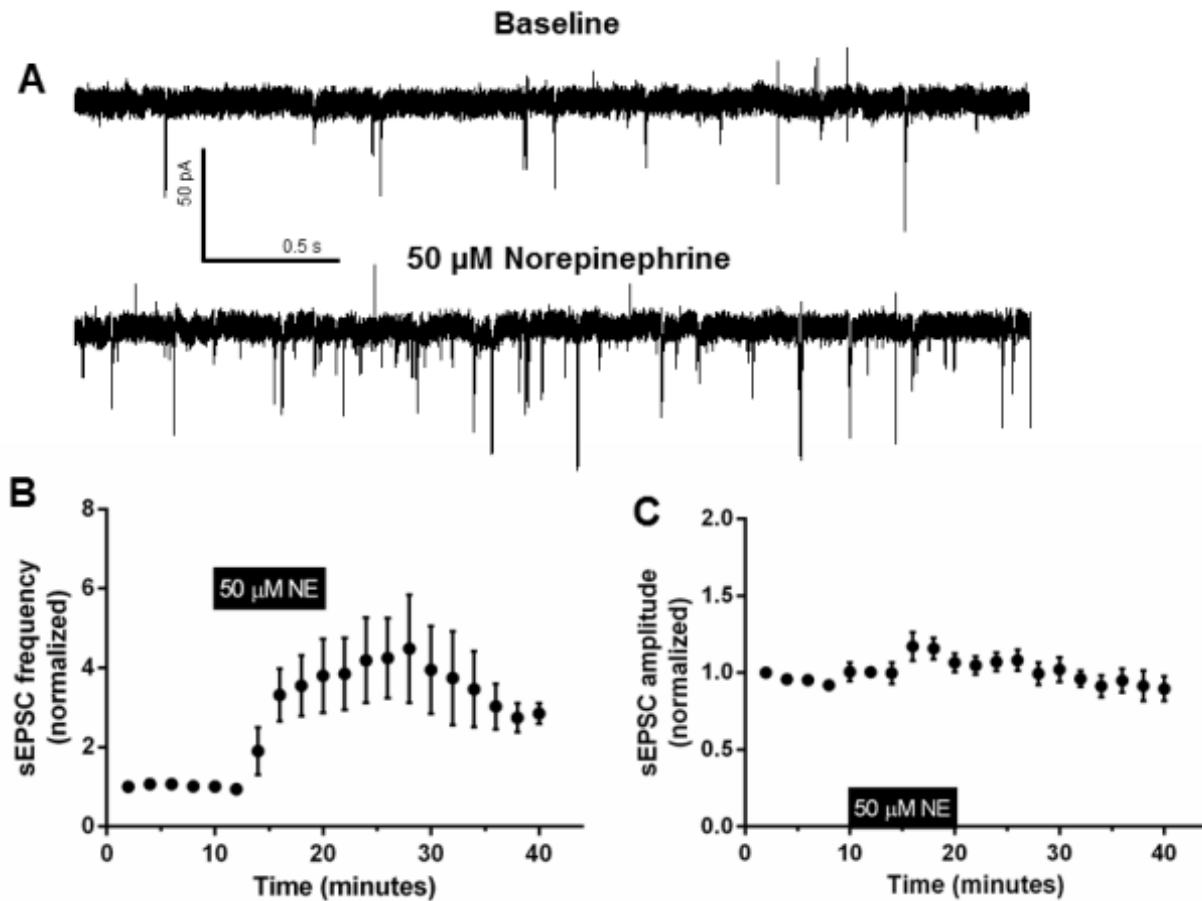 Baseline
A
50 pA
0.5 s
50 µM Norepinephrine
B
8
6
4
2
0
sEPSC frequency
(normalized)
50 µM NE
0
10
20
30
40
Time (minutes)
C
2.0
1.5
1.0
0.5
0.0
sEPSC amplitude
(normalized)
50 µM NE
0
10
20
30
40
Time (minutes)